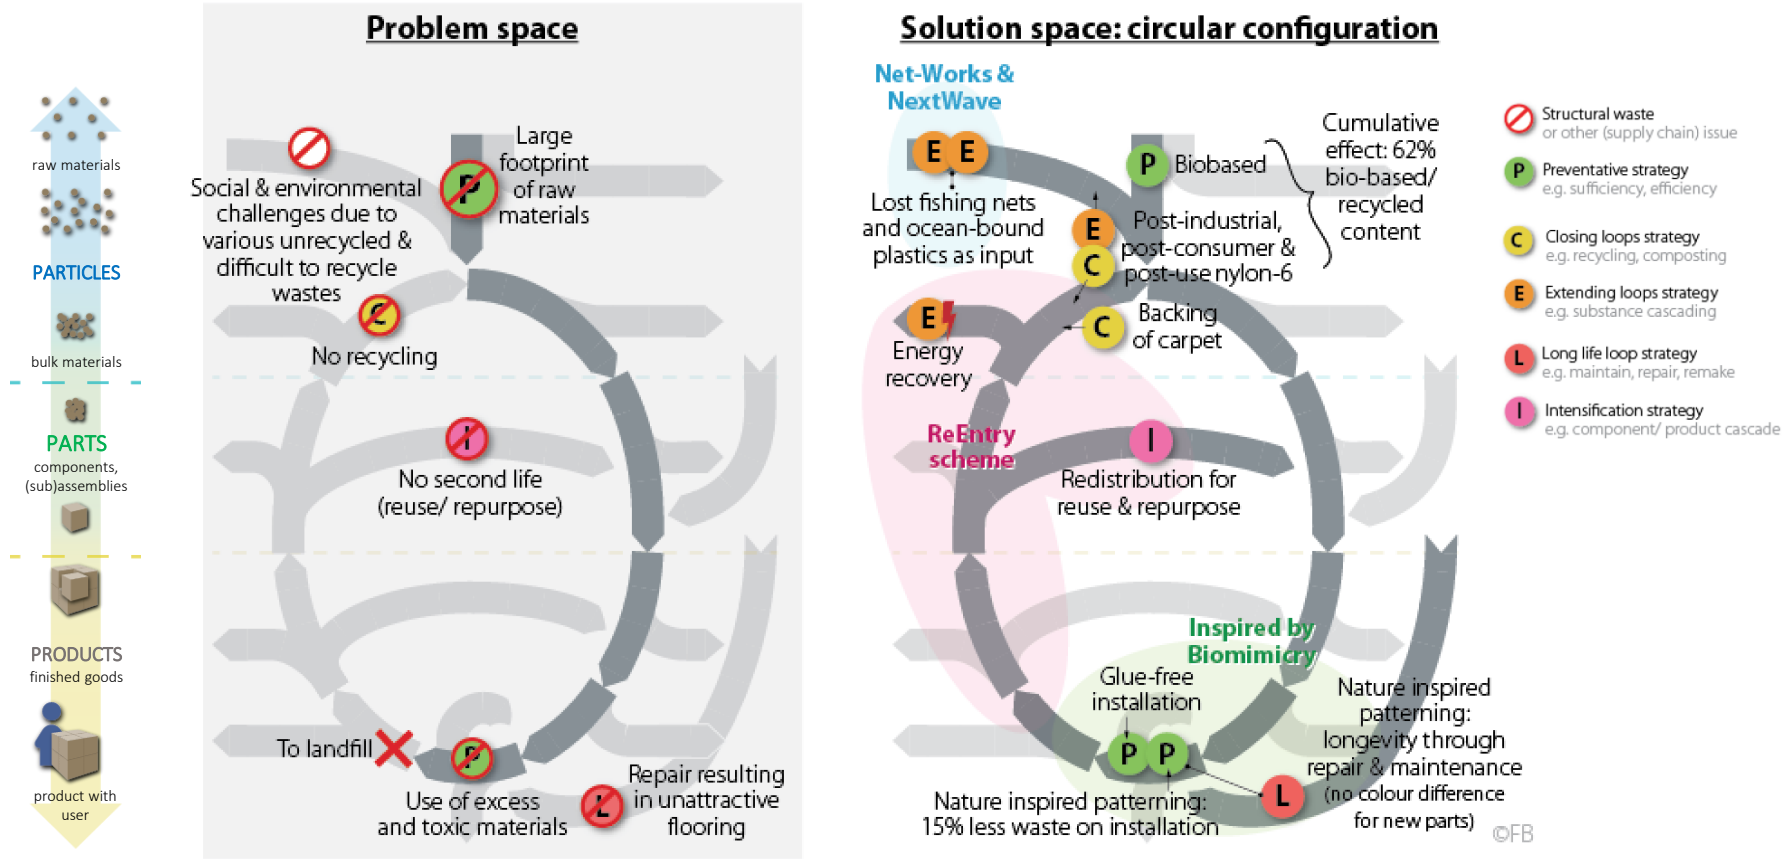 Problem space
Solution space: circular configuration
raw materials
PARTICLES
bulk materials
PARTS
components,
(sub)assemblies
PRODUCTS
finished goods
product with
user
Social & environmental
challenges due to
various unrecycled &
difficult to recycle
wastes
P
Large
footprint
of raw
materials
C
No recycling
I
No second life
(reuse/ repurpose)
To landfill
P
Use of excess
and toxic materials
L
Repair resulting
in unattractive
flooring
Net-Works &
NextWave
E E
Lost fishing nets
and ocean-bound
plastics as input
P
Biobased
Cumulative
effect: 62%
bio-based/
recycled
content
E
C
Post-industrial,
post-consumer &
post-use nylon-6
E
Energy
recovery
C
Backing
of carpet
ReEntry
scheme
I
Redistribution for
reuse & repurpose
Inspired by
Biomimicry
Glue-free
installation
P P
Nature inspired patterning:
15% less waste on installation
L
Nature inspired
patterning:
longevity through
repair & maintenance
(no colour difference
for new parts)
©FB
Structural waste
or other (supply chain) issue
P
Preventative strategy
e.g. sufficiency, efficiency
C
Closing loops strategy
e.g. recycling, composting
E
Extending loops strategy
e.g. substance cascading
L
Long life loop strategy
e.g. maintain, repair, remake
I
Intensification strategy
e.g. component/ product cascade